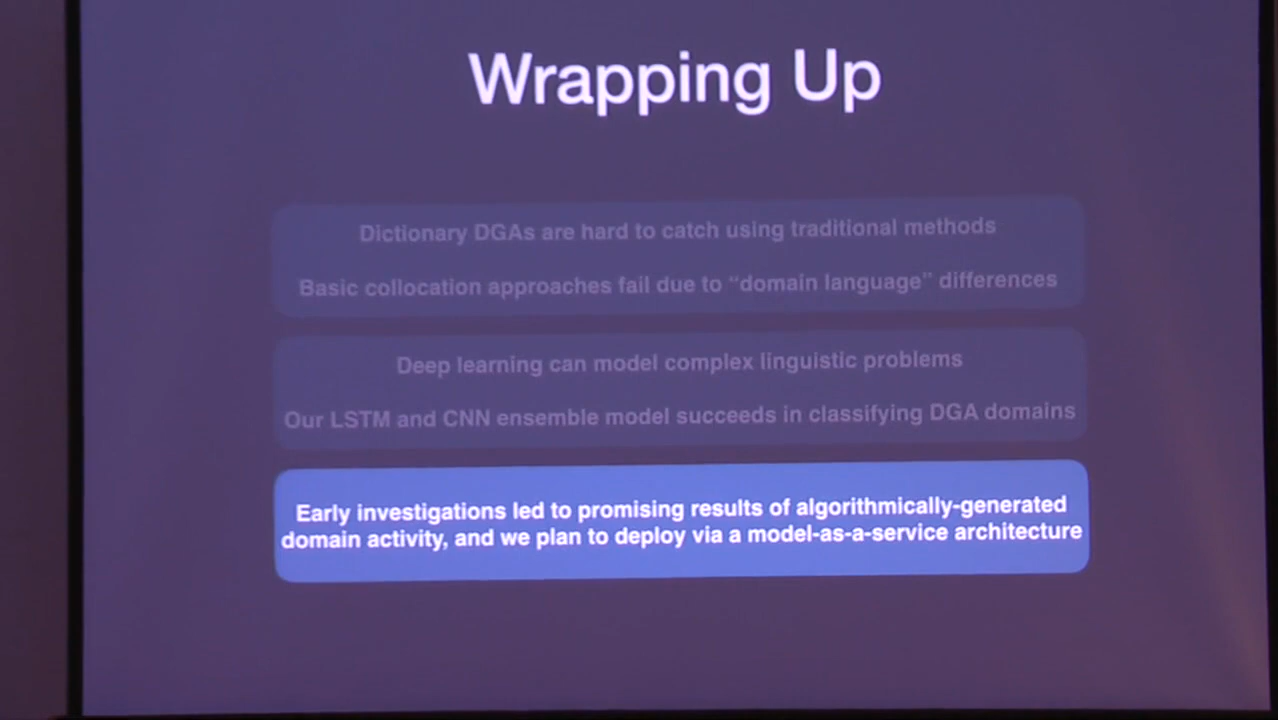 Wrapping Up
Dictionary DGAs are hard to catch using traditional methods
Basic collocation approaches fail due to “domain language” differences
Deep learning can model complex linguistic problems
Our LSTM and CNN ensemble model succeeds in classifying DGA domains
Early investigations led to promising results of algorithmically-generated
domain activity, and we plan to deploy via a model-as-a-service architecture